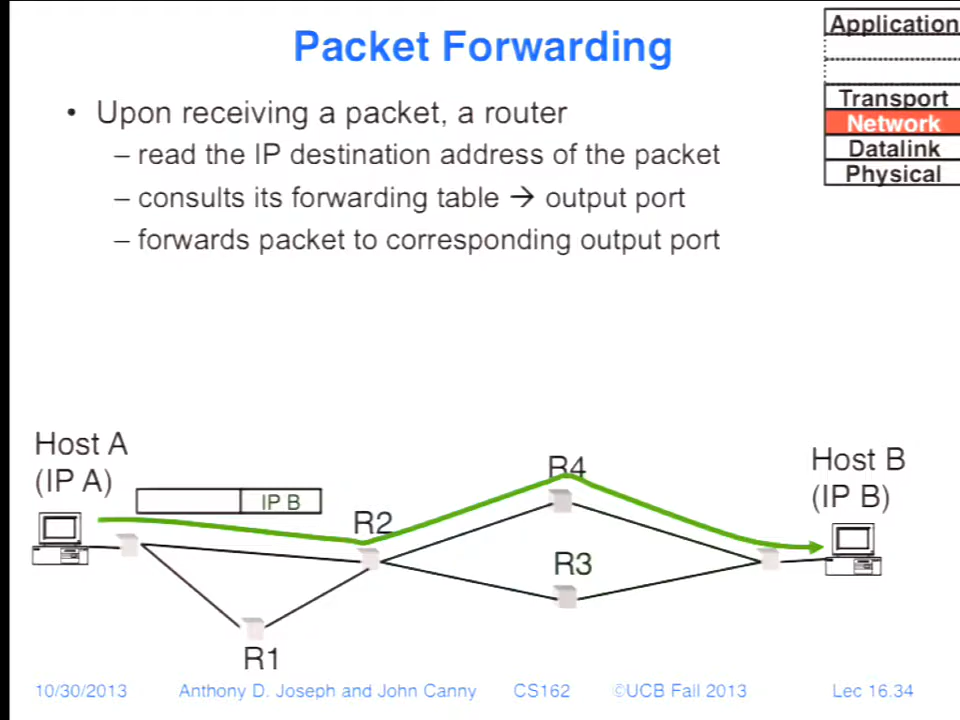 Packet Forwarding
Application
Transport
Network
Datalink
Physical
• Upon receiving a packet, a router
– read the IP destination address of the packet
– consults its forwarding table → output port
– forwards packet to corresponding output port
Host A
(IP A)
IP B
R2
R4
R3
R1
Host B
(IP B)
10/30/2013 Anthony D. Joseph and John Canny CS162 ©UCB Fall 2013 Lec 16.34